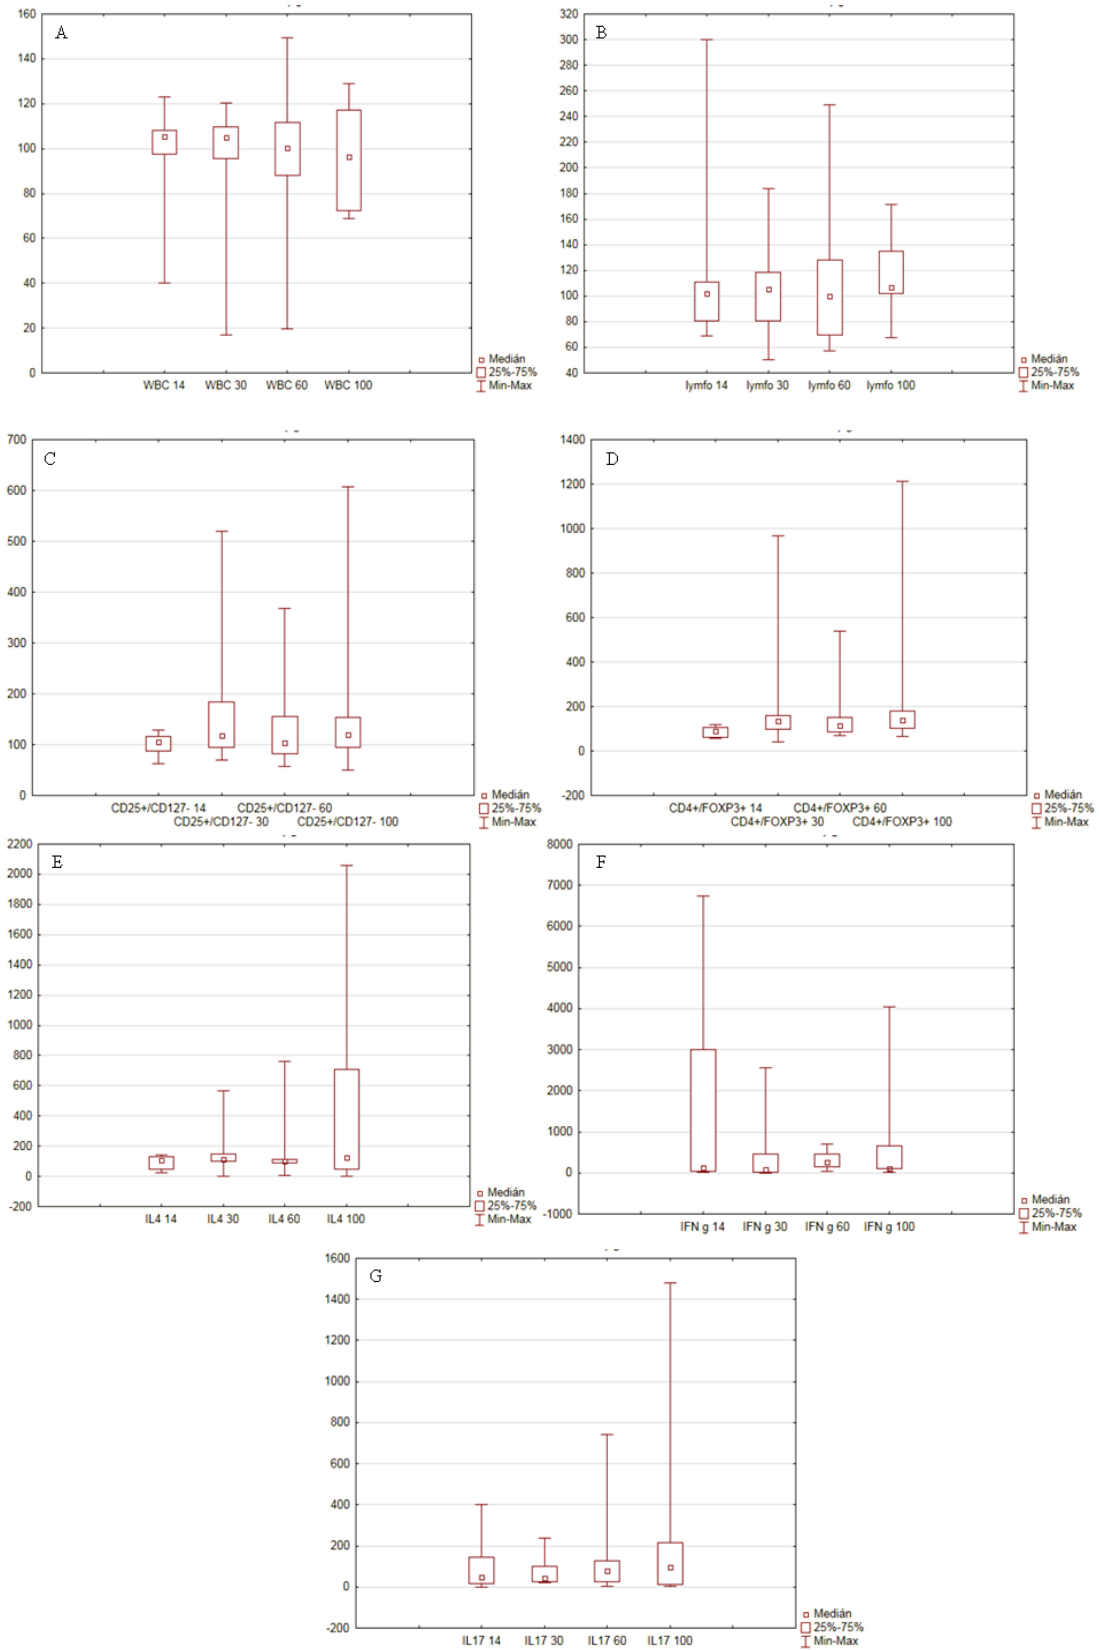 A
160
140
120
100
80
60
40
20
0
WBC 14 WBC 30 WBC 60 WBC 100
Medián
25%-75%
Min-Max
B
320
300
280
260
240
220
200
180
160
140
120
100
80
60
40
lymfo 14 lymfo 30 lymfo 60 lymfo 100
Medián
25%-75%
Min-Max
C
700
600
500
400
300
200
100
0
CD25+/CD127- 14 CD25+/CD127- 60
CD25+/CD127- 30 CD25+/CD127- 100
Medián
25%-75%
Min-Max
D
1400
1200
1000
800
600
400
200
0
-200
CD4+/FOXP3+ 14 CD4+/FOXP3+ 60
CD4+/FOXP3+ 30 CD4+/FOXP3+ 100
Medián
25%-75%
Min-Max
E
2200
2000
1800
1600
1400
1200
1000
800
600
400
200
0
-200
IL4 14 IL4 30 IL4 60 IL4 100
Medián
25%-75%
Min-Max
F
8000
7000
6000
5000
4000
3000
2000
1000
0
-1000
IFN g 14 IFN g 30 IFN g 60 IFN g 100
Medián
25%-75%
Min-Max
G
1600
1400
1200
1000
800
600
400
200
0
-200
IL17 14 IL17 30 IL17 60 IL17 100
Medián
25%-75%
Min-Max